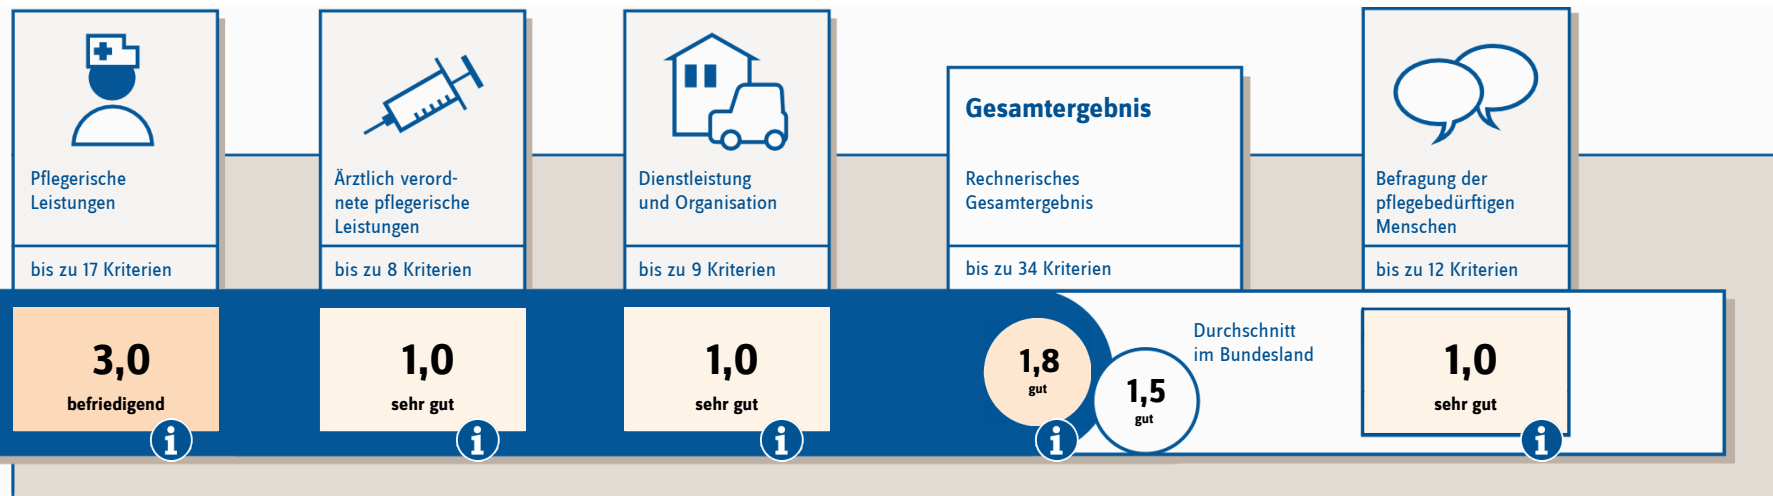 Pflegerische
Leistungen
bis zu 17 Kriterien
3,0
befriedigend
i
Ärztlich verord-
nete pflegerische
Leistungen
bis zu 8 Kriterien
1,0
sehr gut
i
Dienstleistung
und Organisation
bis zu 9 Kriterien
1,0
sehr gut
i
Gesamtergebnis
Rechnerisches
Gesamtergebnis
bis zu 34 Kriterien
1,8
gut
i
Durchschnitt
im Bundesland
1,5
gut
Befragung der
pflegebedürftigen
Menschen
bis zu 12 Kriterien
1,0
sehr gut
i